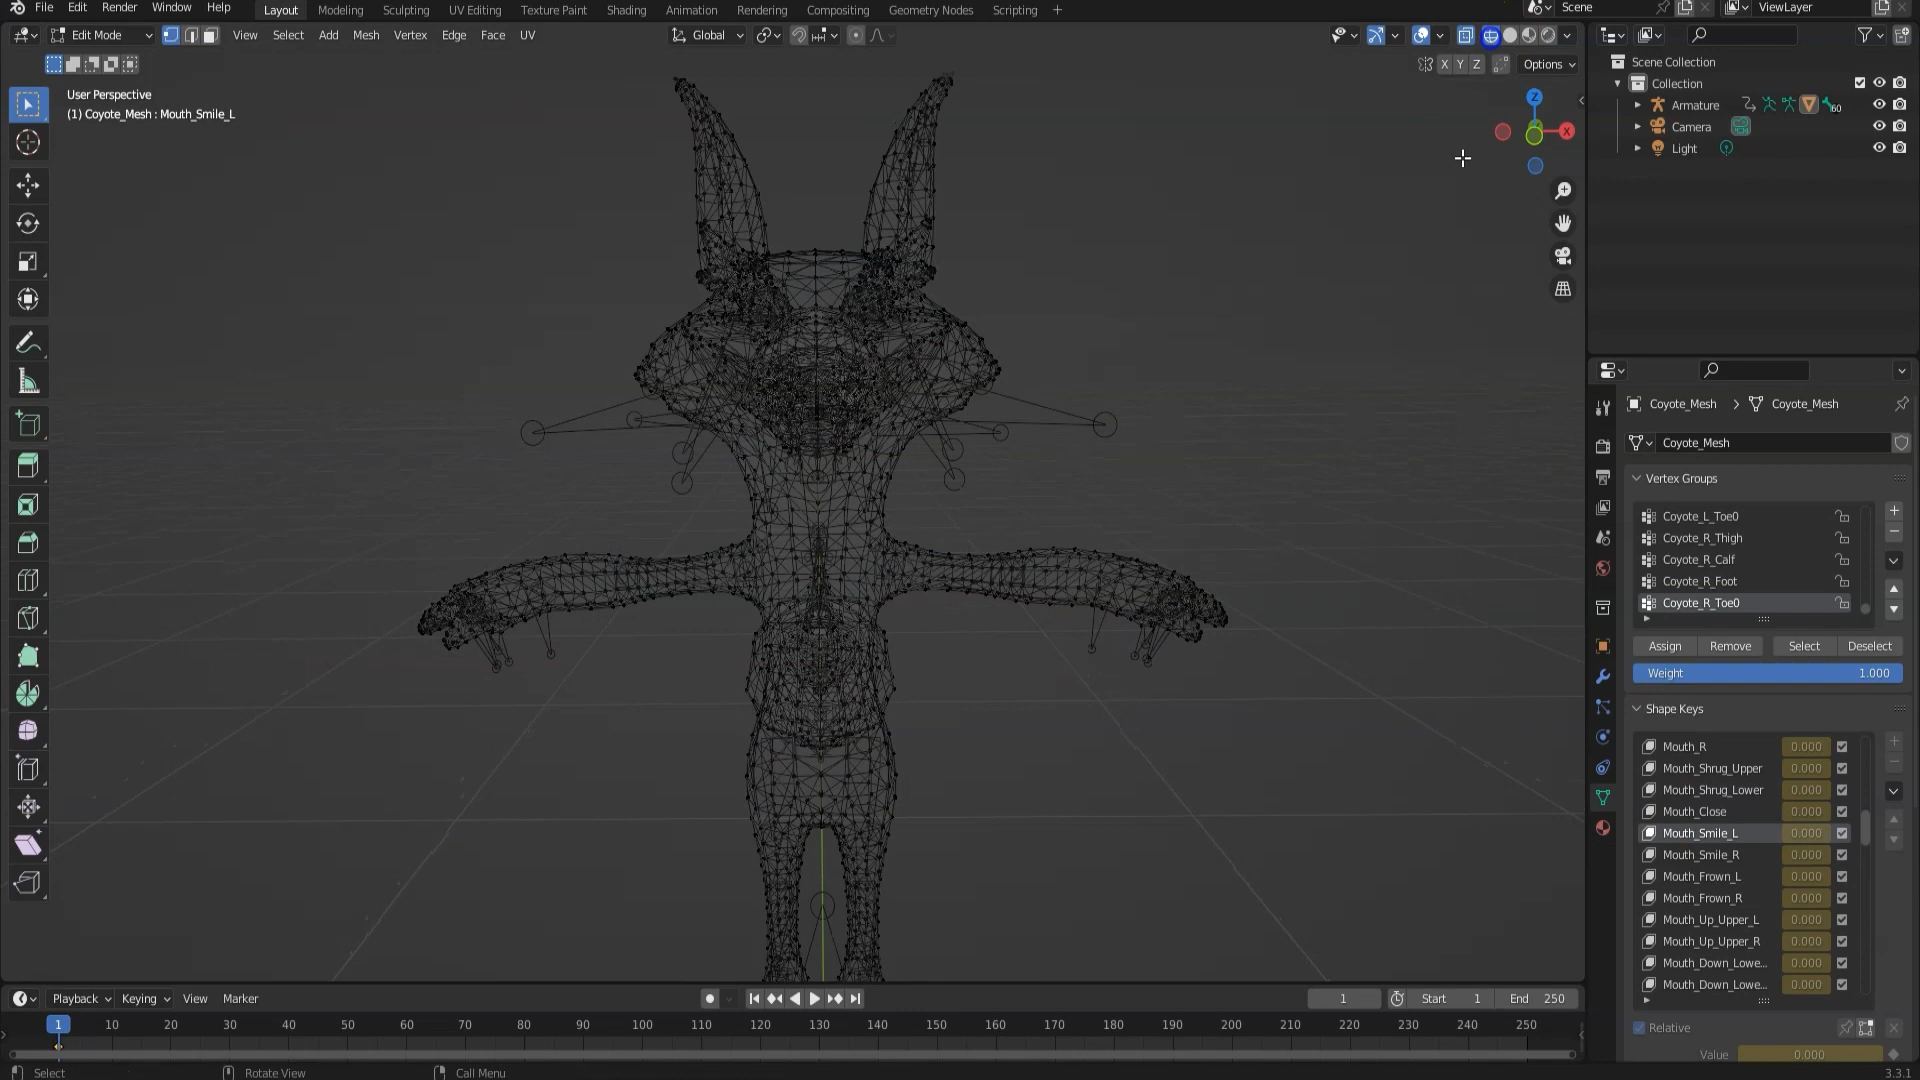 File Edit Render Window Help Layout Modeling Sculpting UV Editing Texture Paint Shading Animation Rendering Compositing Geometry Nodes Scripting + Scene ViewLayer
Edit Mode View Select Add Mesh Vertex Edge Face UV Global
X Y Z Options
User Perspective
(1) Coyote_Mesh : Mouth_Smile_L
Z
X
Scene Collection
Collection
Armature 60
Camera
Light
Coyote_Mesh > Coyote_Mesh
Coyote_Mesh
Vertex Groups
Coyote_L_Toe0
Coyote_R_Thigh
Coyote_R_Calf
Coyote_R_Foot
Coyote_R_Toe0
Assign Remove Select Deselect
Weight 1.000
Shape Keys
Mouth_R 0.000
Mouth_Shrug_Upper 0.000
Mouth_Shrug_Lower 0.000
Mouth_Close 0.000
Mouth_Smile_L 0.000
Mouth_Smile_R 0.000
Mouth_Frown_L 0.000
Mouth_Frown_R 0.000
Mouth_Up_Upper_L 0.000
Mouth_Up_Upper_R 0.000
Mouth_Down_Lowe... 0.000
Mouth_Down_Lowe... 0.000
Relative
Value 0.000
Playback Keying View Marker 1 Start 1 End 250
1 10 20 30 40 50 60 70 80 90 100 110 120 130 140 150 160 170 180 190 200 210 220 230 240 250
Select Rotate View Call Menu 3.3.1